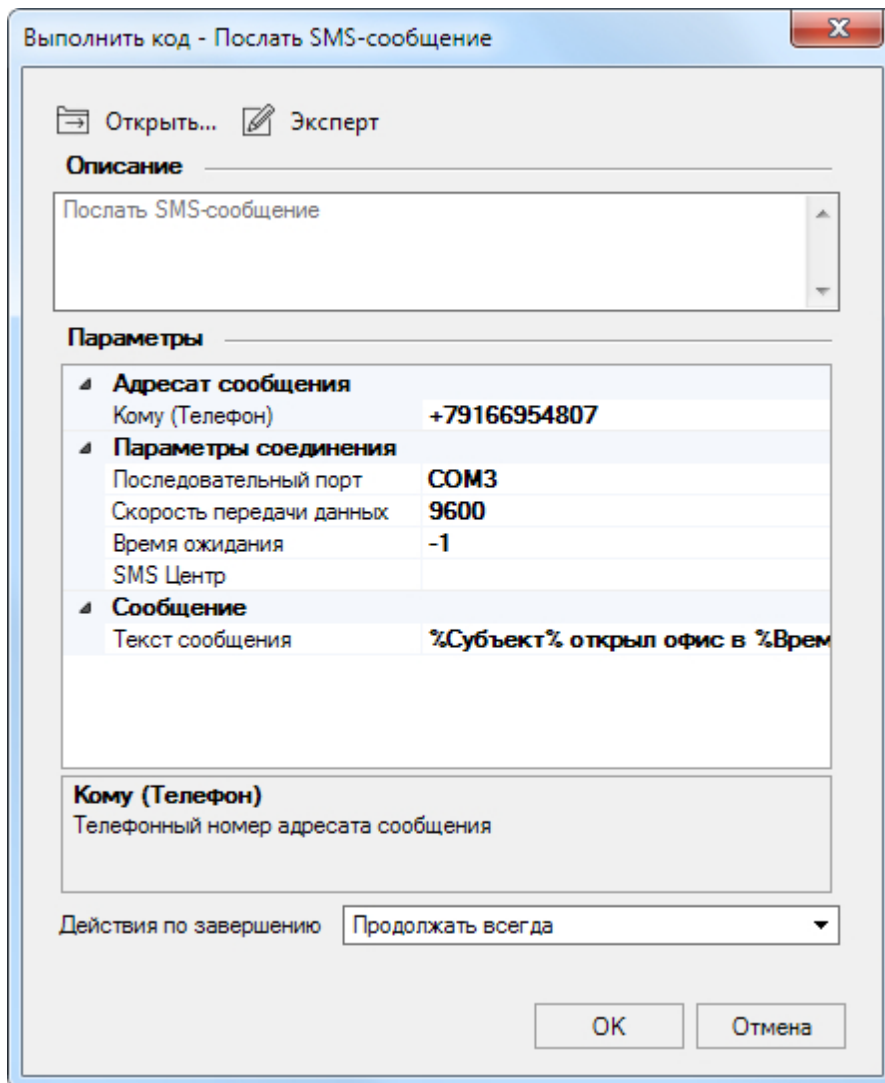 Выполнить код - Послать SMS-сообщение
Открыть... Эксперт
Описание
Послать SMS-сообщение
Параметры
Адресат сообщения
Кому (Телефон) +79166954807
Параметры соединения
Последовательный порт COM3
Скорость передачи данных 9600
Время ожидания -1
SMS Центр
Сообщение
Текст сообщения %Субъект% открыл офис в %Врем
Кому (Телефон)
Телефонный номер адресата сообщения
Действия по завершению Продолжать всегда
OK Отмена